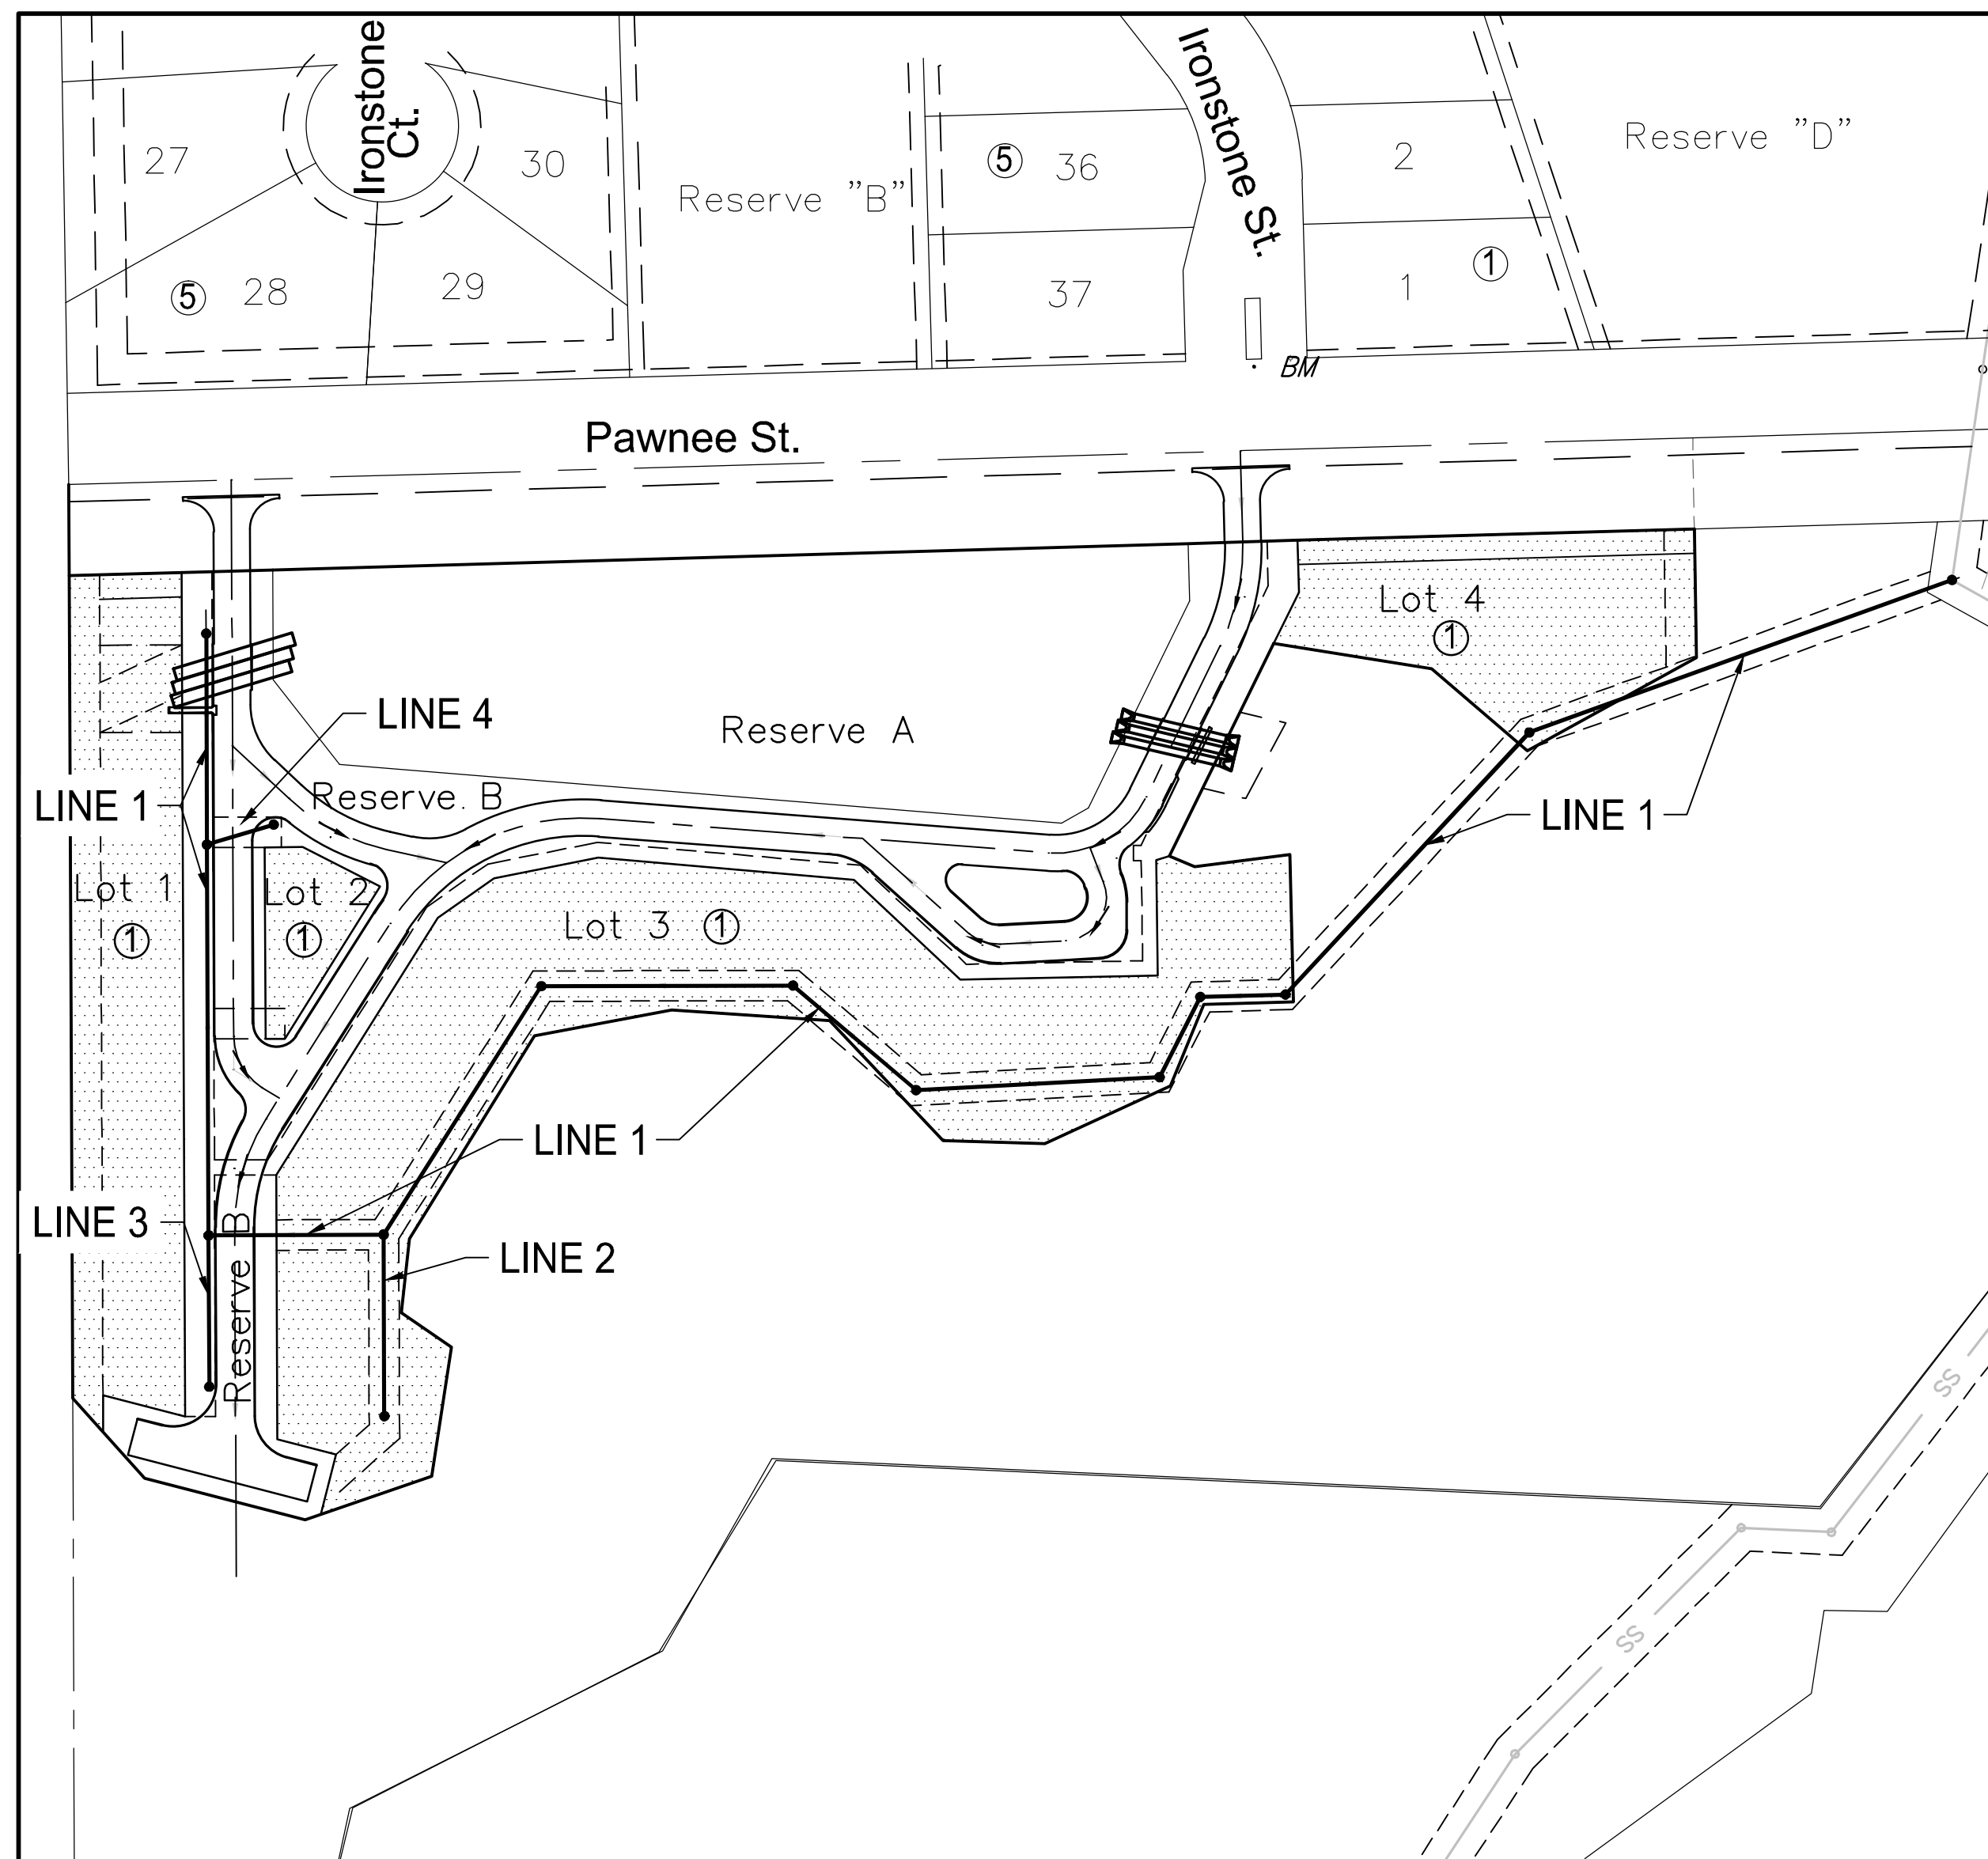 Ironstone
Ct.
Ironstone St.
27
30
Reserve "B"
5 36
2
Reserve "D"
5 28
29
37
1
1
BM
Pawnee St.
Lot 4
1
LINE 4
Reserve A
LINE 1
Reserve B
LINE 1
Lot 1
1
Lot 2
1
Lot 3 1
LINE 1
LINE 3
Reserve B
LINE 2
SS
SS